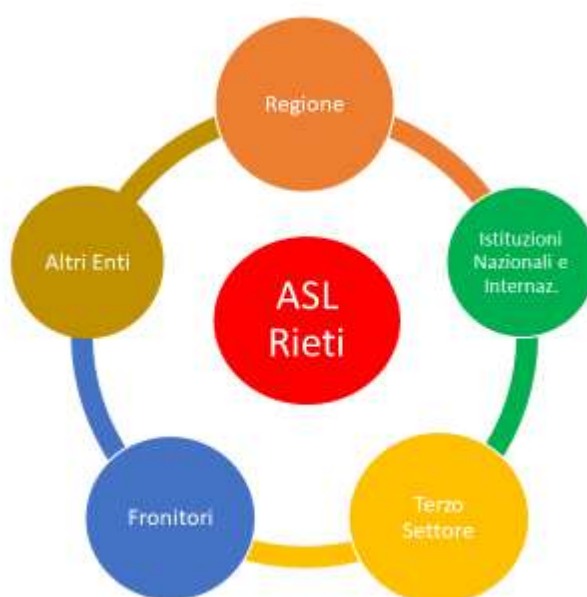 Regione
Istituzioni
Nazionali e
Internaz.
Altri Enti
ASL
Rieti
Terzo
Settore
Fronitori